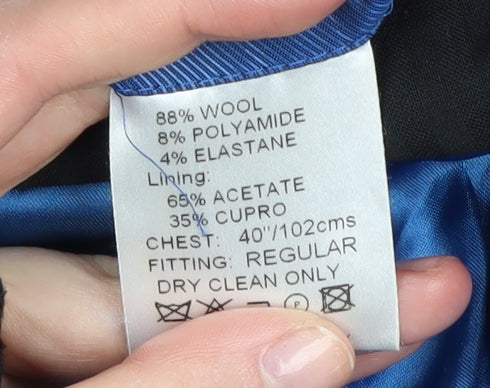 88% WOOL
8% POLYAMIDE
4% ELASTANE
Lining:
65% ACETATE
35% CUPRO
CHEST: 40"/102cms
FITTING: REGULAR
DRY CLEAN ONLY
P